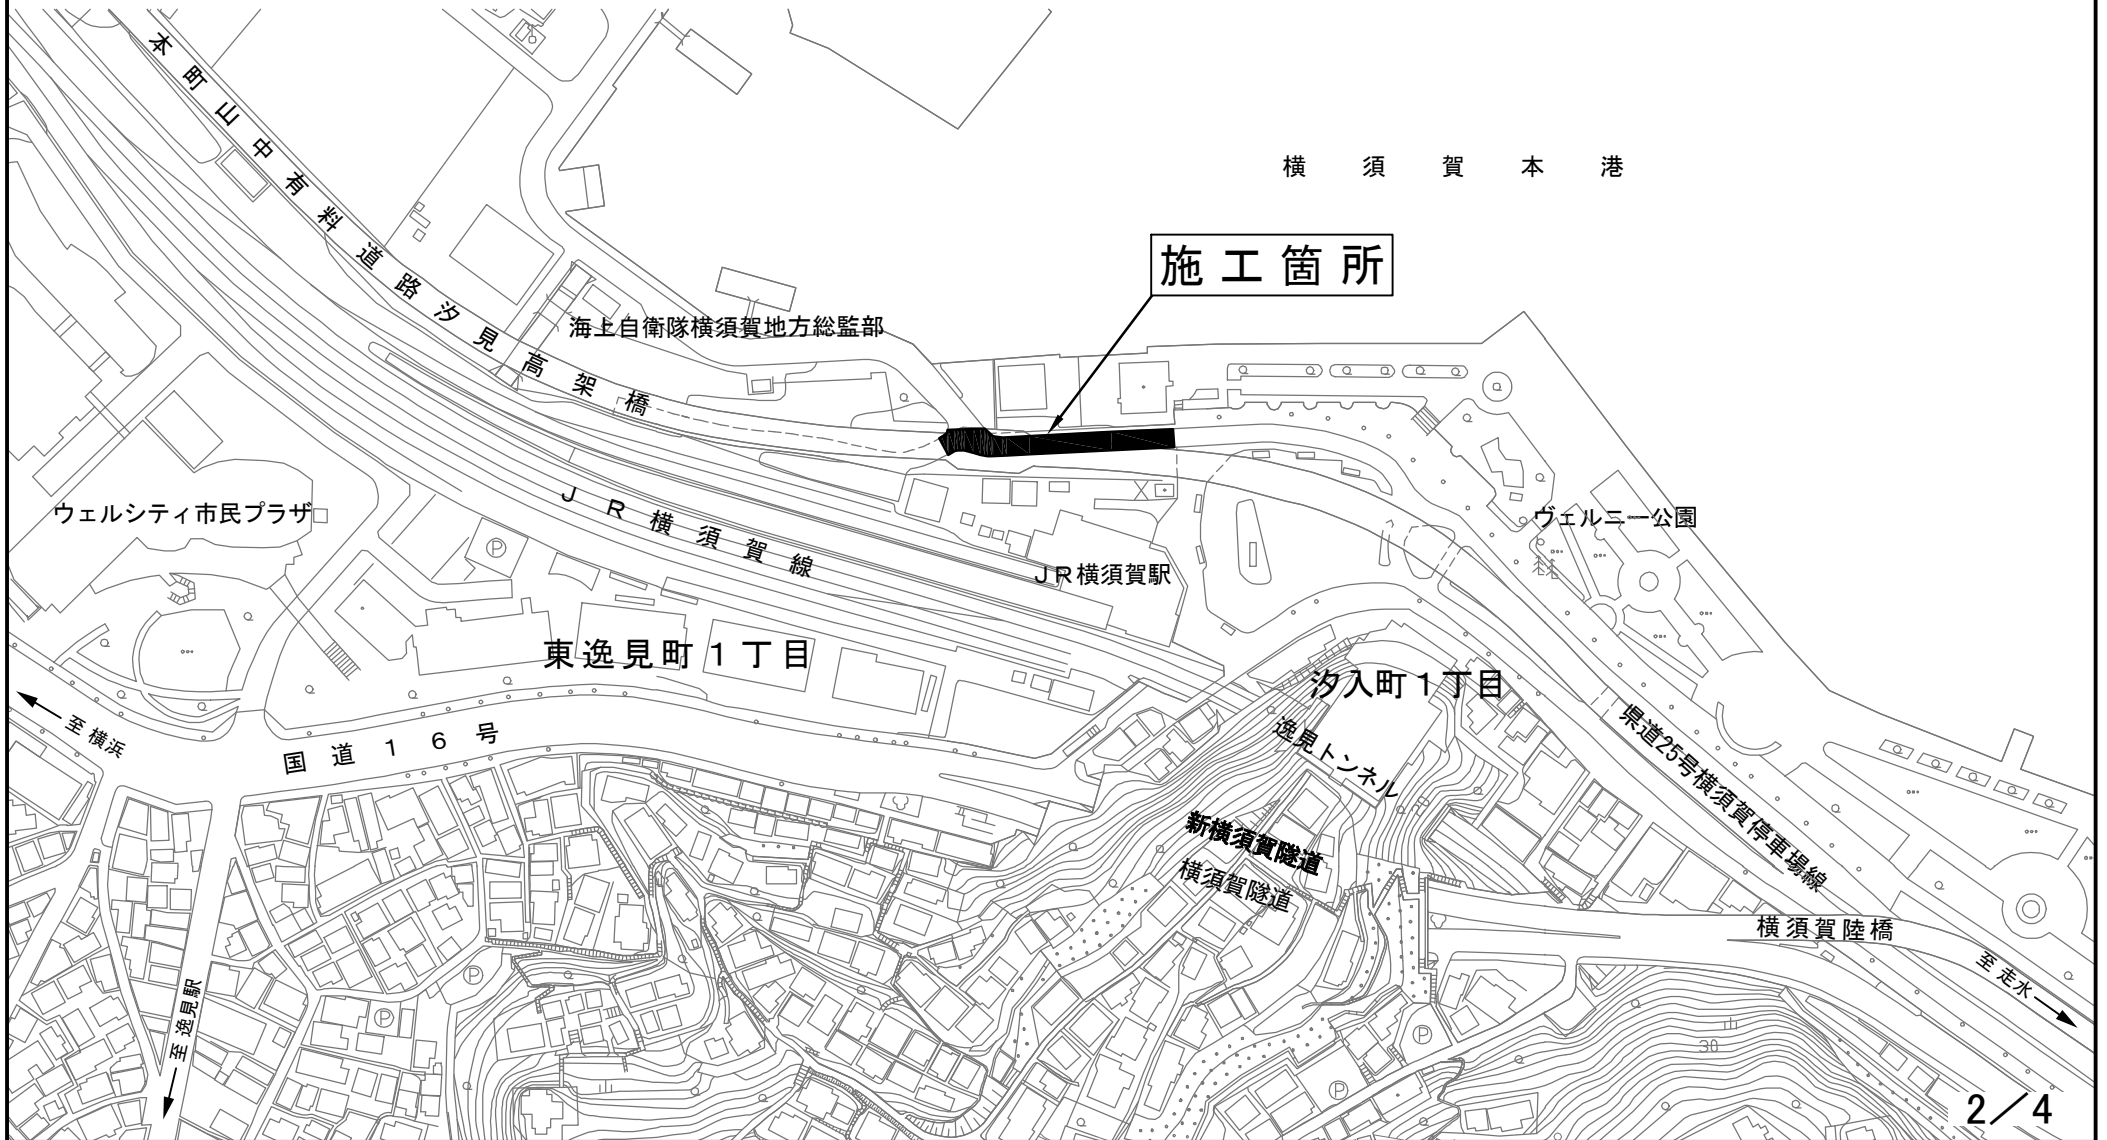 本町山中有料道路汐見高架橋
横須賀本港
施工箇所
海上自衛隊横須賀地方総監部
ウェルシティ市民プラザ
JR横須賀線
ヴェルニー公園
JR横須賀駅
東逸見町1丁目
汐入町1丁目
至 横浜
国道16号
逸見トンネル
県道25号横須賀停車場線
新横須賀隧道
横須賀隧道
横須賀陸橋
至 走水
至 逸見駅
P
P
P
P
P
30
2/4